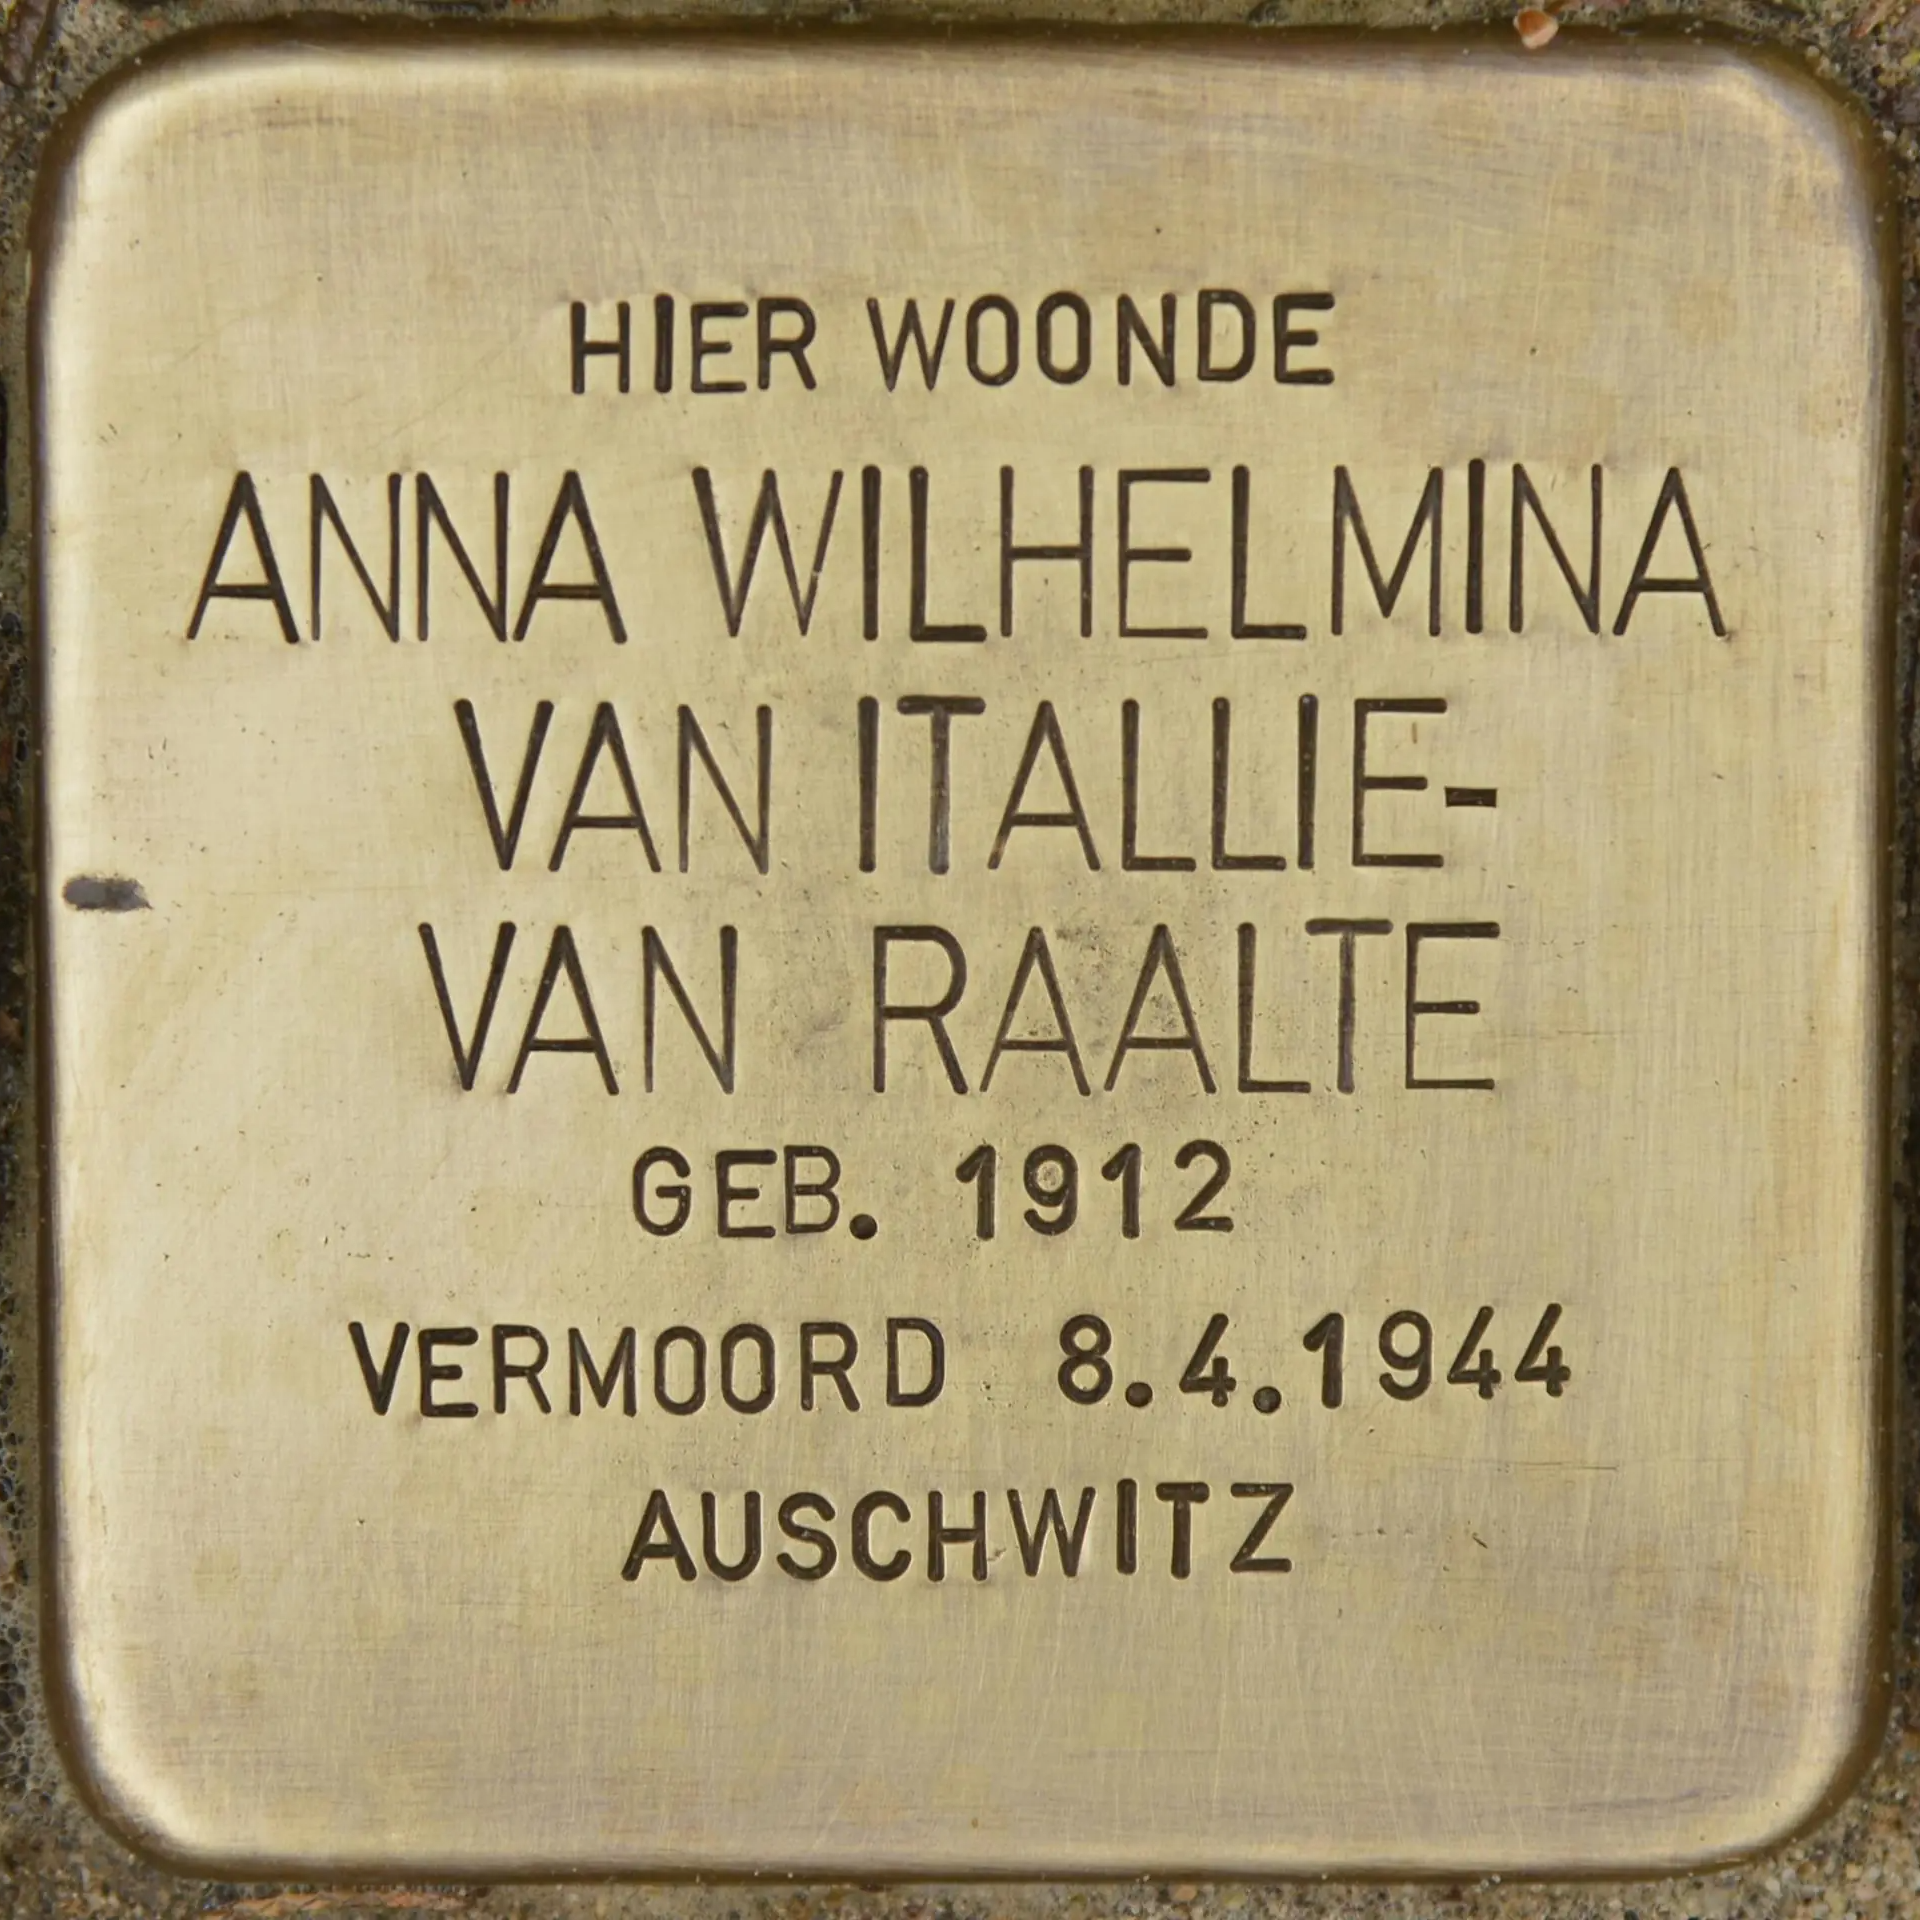 HIER WOONDE
ANNA WILHELMINA
VAN ITALLIE-
VAN RAALTE
GEB. 1912
VERMOORD 8.4.1944
AUSCHWITZ